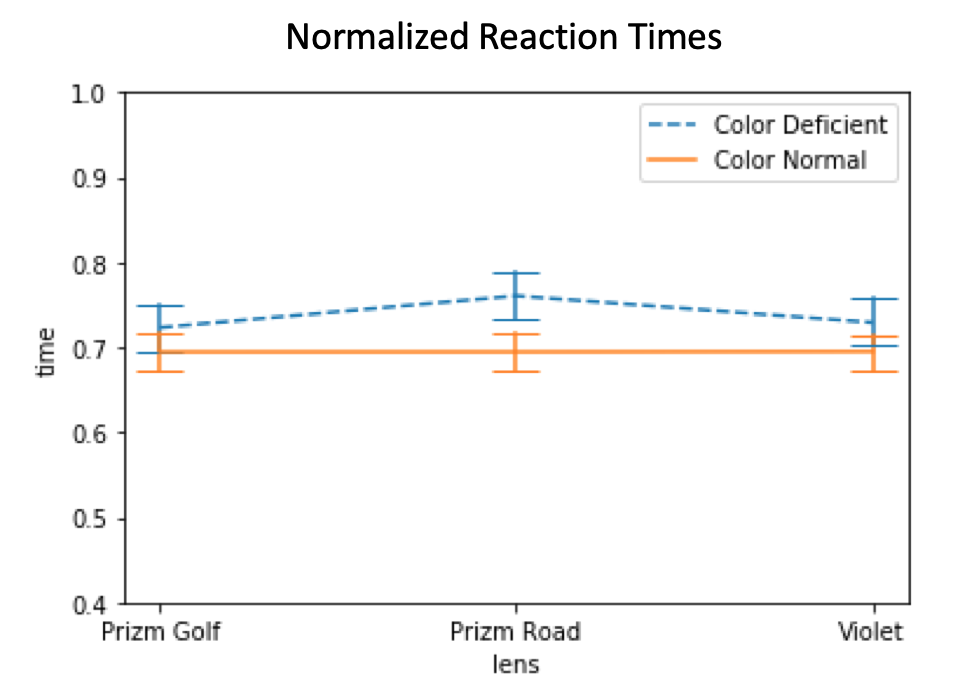 Normalized Reaction Times
1.0
0.9
0.8
0.7
0.6
0.5
0.4
time
Color Deficient
Color Normal
Prizm Golf
Prizm Road
Violet
lens